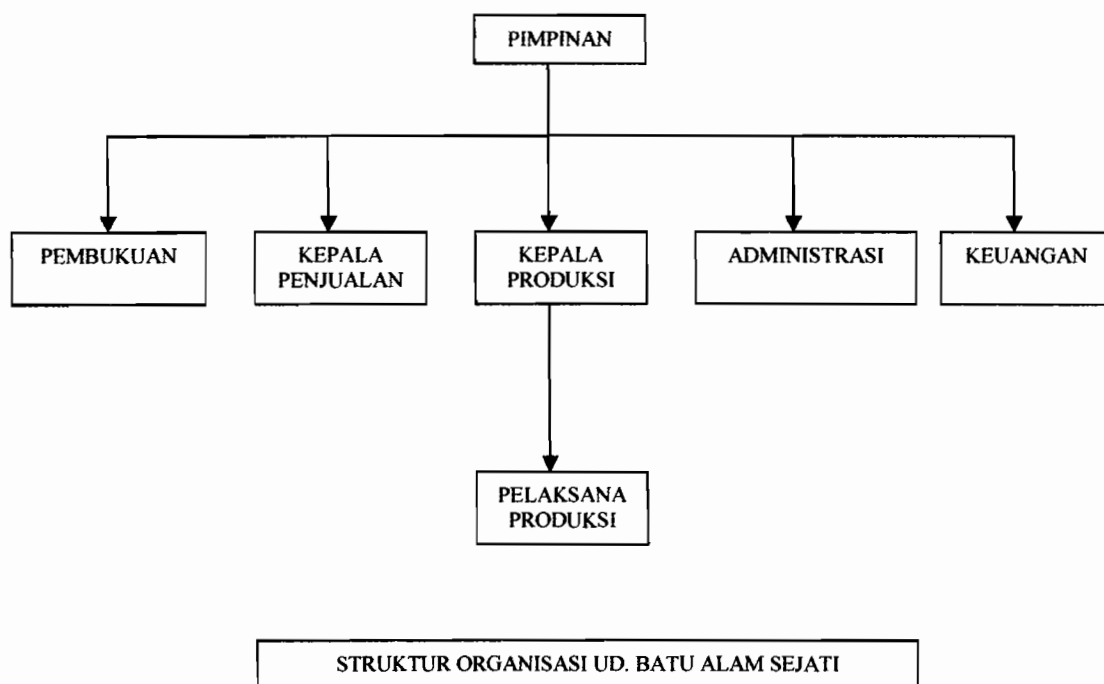 PIMPINAN
PEMBUKUAN
KEPALA
PENJUALAN
KEPALA
PRODUKSI
ADMINISTRASI
KEUANGAN
PELAKSANA
PRODUKSI
STRUKTUR ORGANISASI UD. BATU ALAM SEJATI